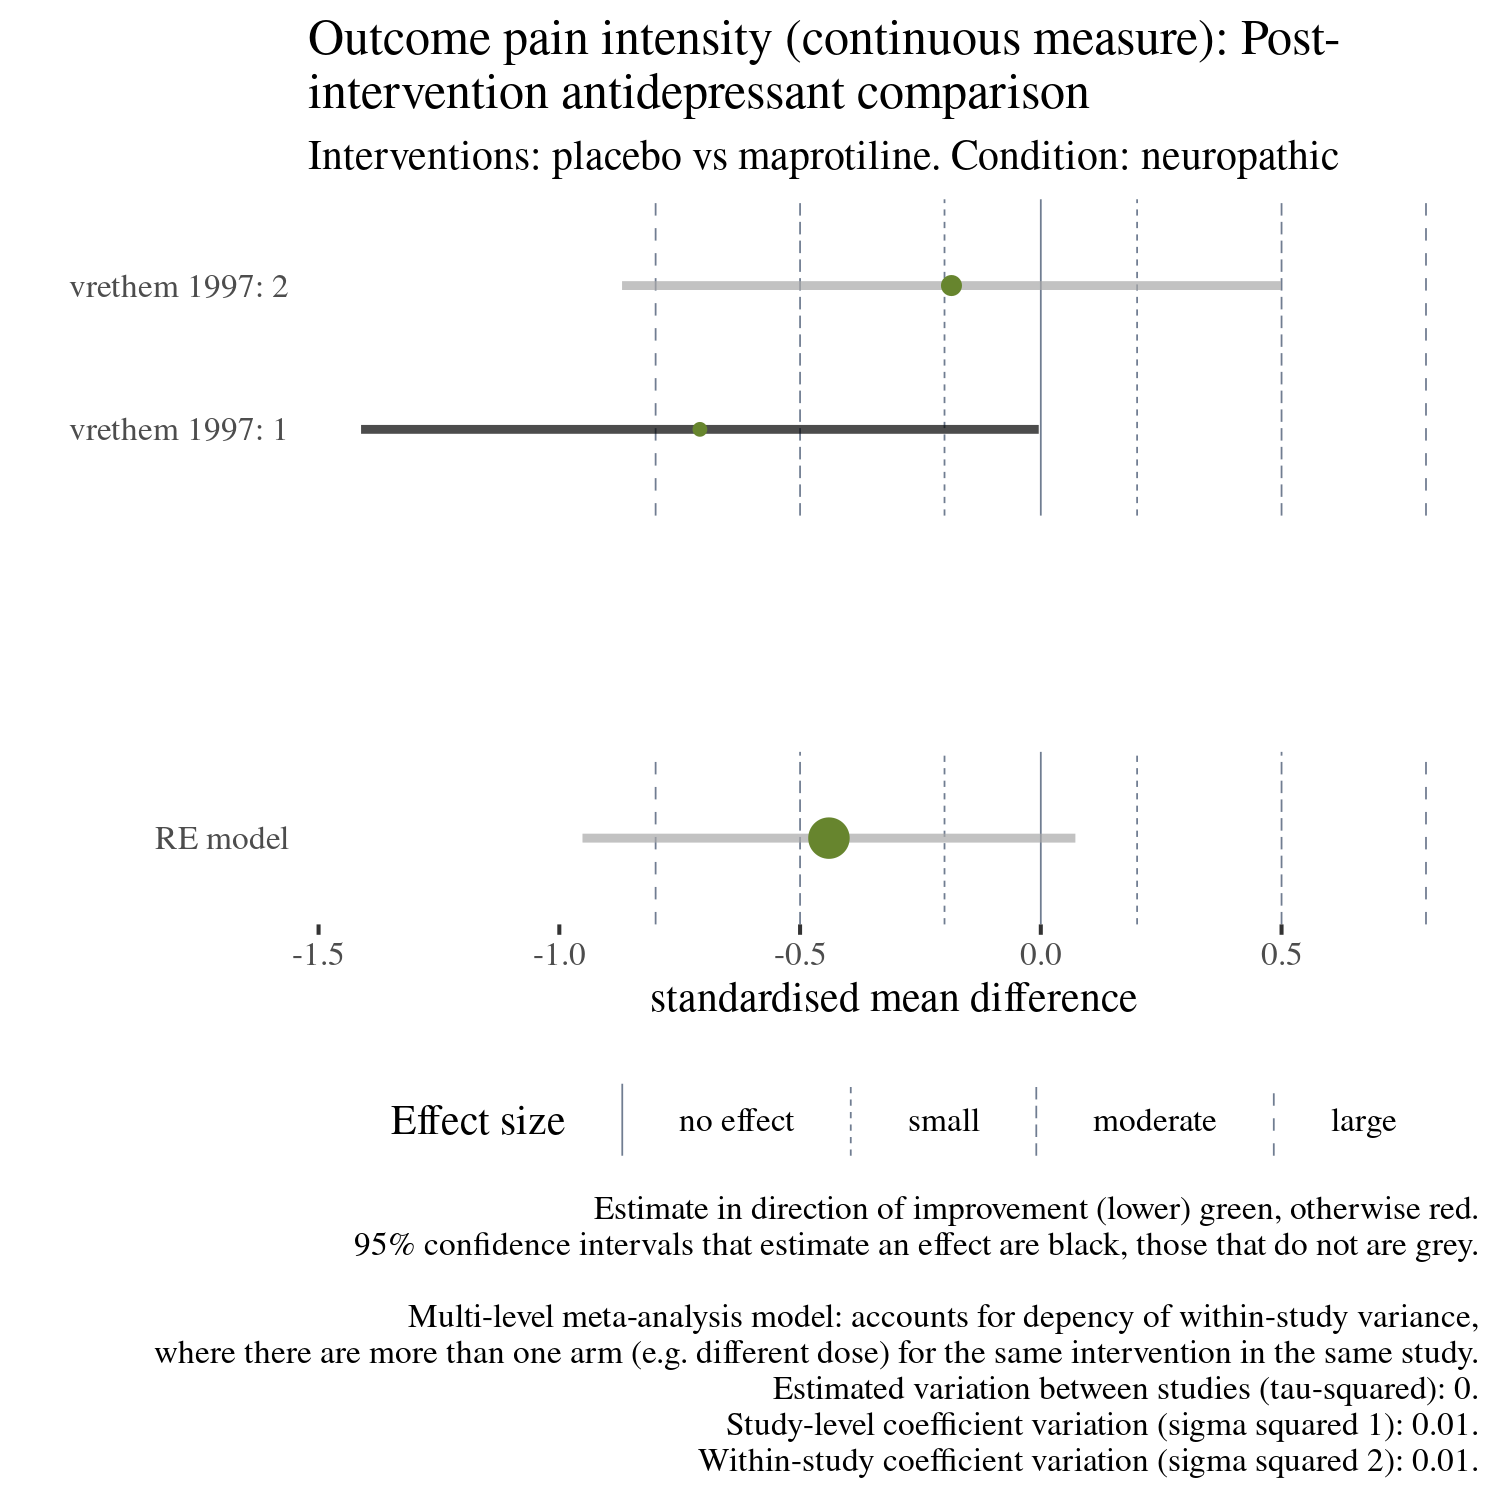 Outcome pain intensity (continuous measure): Post-
intervention antidepressant comparison
Interventions: placebo vs maprotiline. Condition: neuropathic
vrethem 1997: 2
vrethem 1997: 1
RE model
-1.5 -1.0 -0.5 0.0 0.5
standardised mean difference
Effect size no effect small moderate large
Estimate in direction of improvement (lower) green, otherwise red.
95% confidence intervals that estimate an effect are black, those that do not are grey.
Multi-level meta-analysis model: accounts for depency of within-study variance,
where there are more than one arm (e.g. different dose) for the same intervention in the same study.
Estimated variation between studies (tau-squared): 0.
Study-level coefficient variation (sigma squared 1): 0.01.
Within-study coefficient variation (sigma squared 2): 0.01.